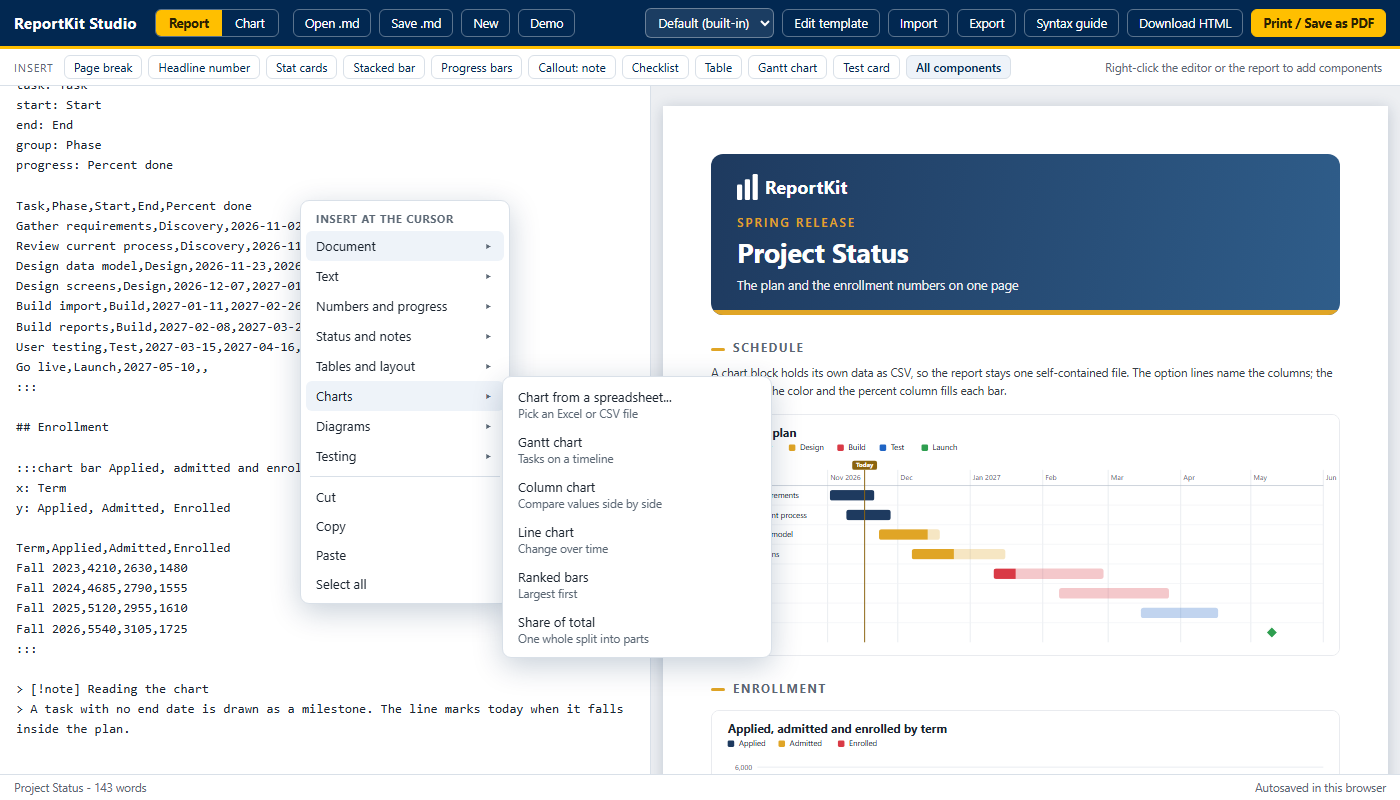 ReportKit Studio
Report
Chart
Open .md
Save .md
New
Demo
Default (built-in)
Edit template
Import
Export
Syntax guide
Download HTML
Print / Save as PDF
INSERT
Page break
Headline number
Stat cards
Stacked bar
Progress bars
Callout: note
Checklist
Table
Gantt chart
Test card
All components
Right-click the editor or the report to add components
task: Task
start: Start
end: End
group: Phase
progress: Percent done
Task,Phase,Start,End,Percent done
Gather requirements,Discovery,2026-11-02
Review current process,Discovery,2026-11
Design data model,Design,2026-11-23,2026
Design screens,Design,2026-12-07,2027-01
Build import,Build,2027-01-11,2027-02-26
Build reports,Build,2027-02-08,2027-03-2
User testing,Test,2027-03-15,2027-04-16,
Go live,Launch,2027-05-10,,
:::
## Enrollment
:::chart bar Applied, admitted and enrol
x: Term
y: Applied, Admitted, Enrolled
Term,Applied,Admitted,Enrolled
Fall 2023,4210,2630,1480
Fall 2024,4685,2790,1555
Fall 2025,5120,2955,1610
Fall 2026,5540,3105,1725
:::
> [!note] Reading the chart
> A task with no end date is drawn as a milestone. The line marks today when it falls
inside the plan.
INSERT AT THE CURSOR
Document
Text
Numbers and progress
Status and notes
Tables and layout
Charts
Diagrams
Testing
Cut
Copy
Paste
Select all
Chart from a spreadsheet...
Pick an Excel or CSV file
Gantt chart
Tasks on a timeline
Column chart
Compare values side by side
Line chart
Change over time
Ranked bars
Largest first
Share of total
One whole split into parts
ReportKit
SPRING RELEASE
Project Status
The plan and the enrollment numbers on one page
SCHEDULE
A chart block holds its own data as CSV, so the report stays one self-contained file. The option lines name the columns; the
he color and the percent column fills each bar.
plan
Design
Build
Test
Launch
Today
Nov 2026
Dec
Jan 2027
Feb
Mar
Apr
May
Jun
rements
nt process
model
ns
ENROLLMENT
Applied, admitted and enrolled by term
Applied
Admitted
Enrolled
6,000
Project Status - 143 words
Autosaved in this browser